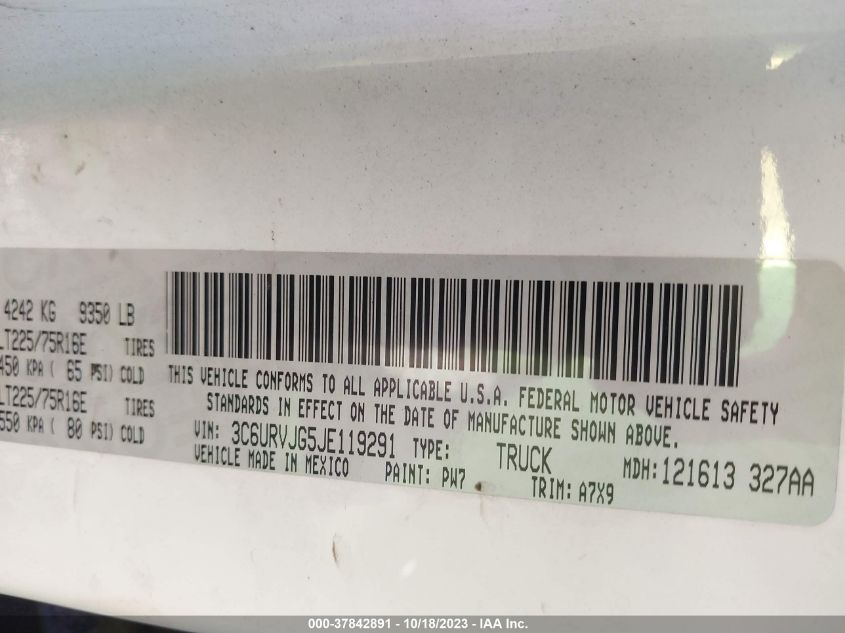 4242 KG 9350 LB
LT225/75R16E TIRES
450 KPA ( 65 PSI) COLD
LT225/75R16E TIRES
550 KPA ( 80 PSI) COLD
THIS VEHICLE CONFORMS TO ALL APPLICABLE U.S.A. FEDERAL MOTOR VEHICLE SAFETY
STANDARDS IN EFFECT ON THE DATE OF MANUFACTURE SHOWN ABOVE.
VIN: 3C6URVJG5JE119291 TYPE: TRUCK MDH: 121613 327AA
VEHICLE MADE IN MEXICO PAINT: PW7 TRIM: A7X9
000-37842891 - 10/18/2023 - IAA Inc.